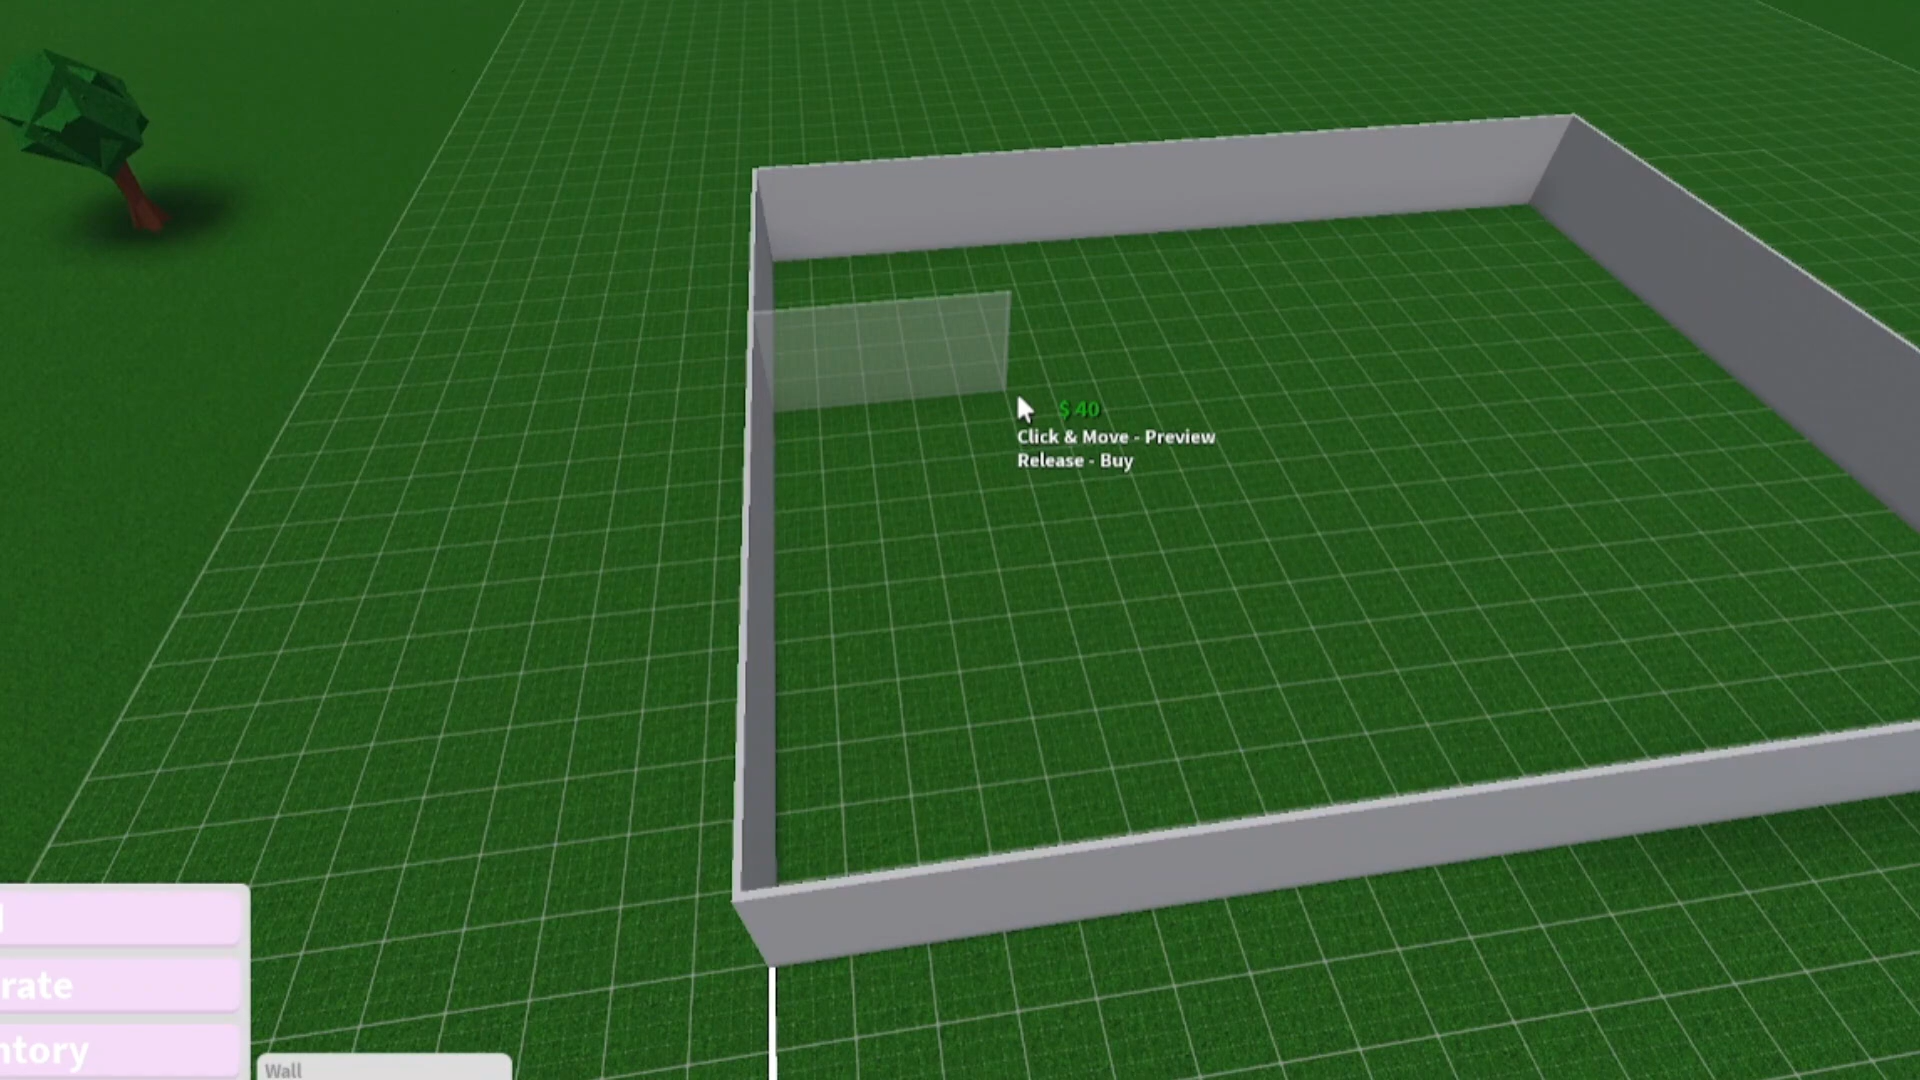 $ 40
Click & Move - Preview
Release - Buy
rate
ntory
Wall